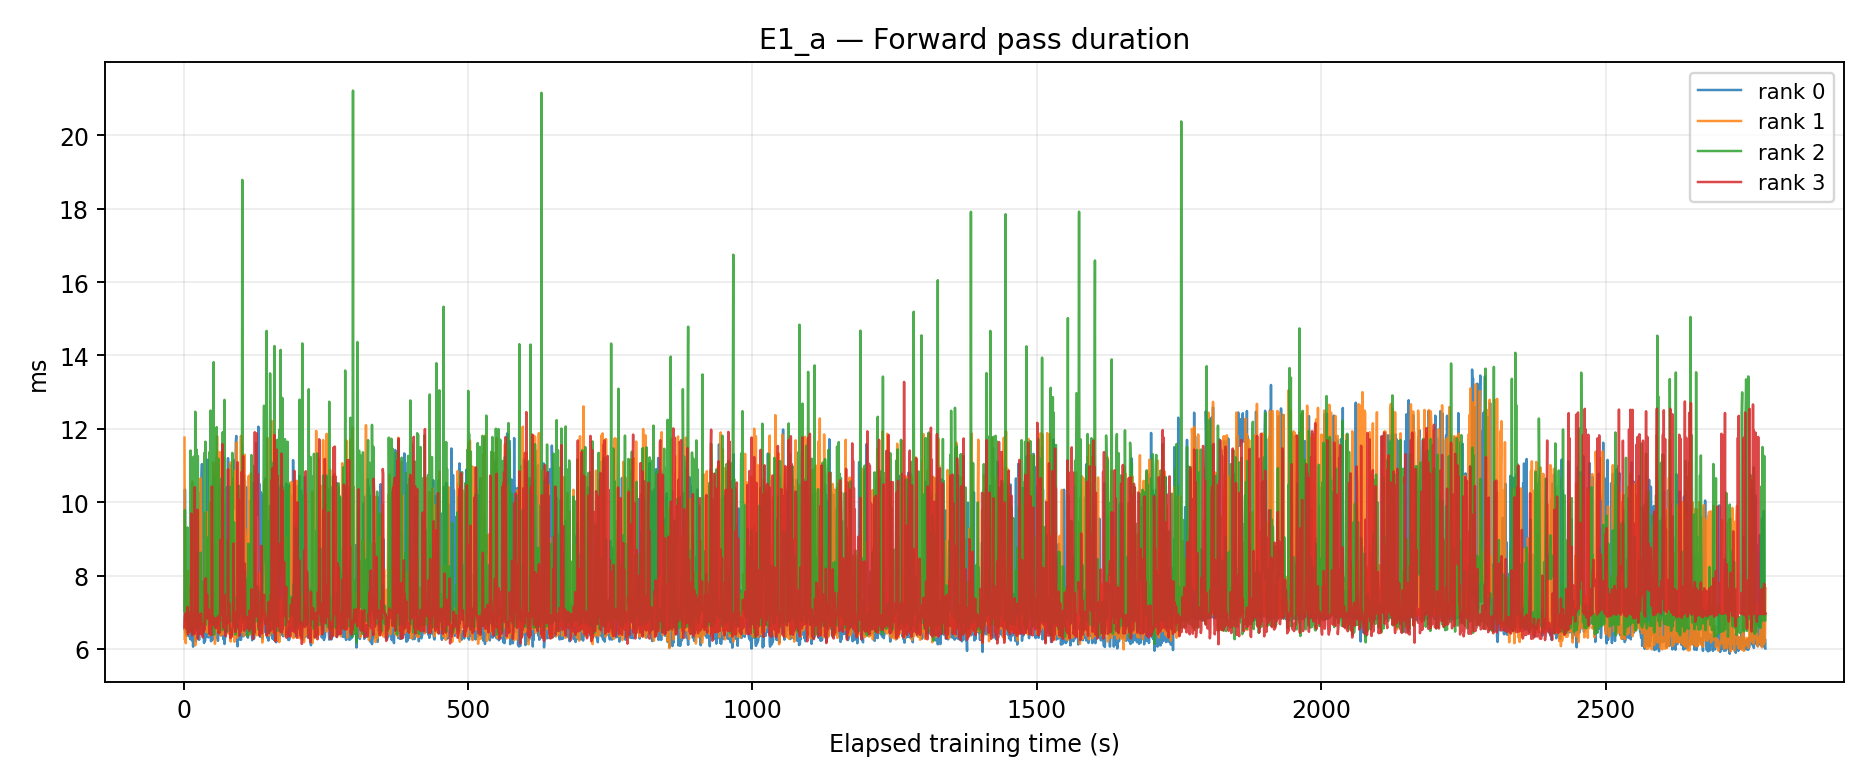 E1_a — Forward pass duration
ms
20
18
16
14
12
10
8
6
0
500
1000
1500
2000
2500
Elapsed training time (s)
rank 0
rank 1
rank 2
rank 3